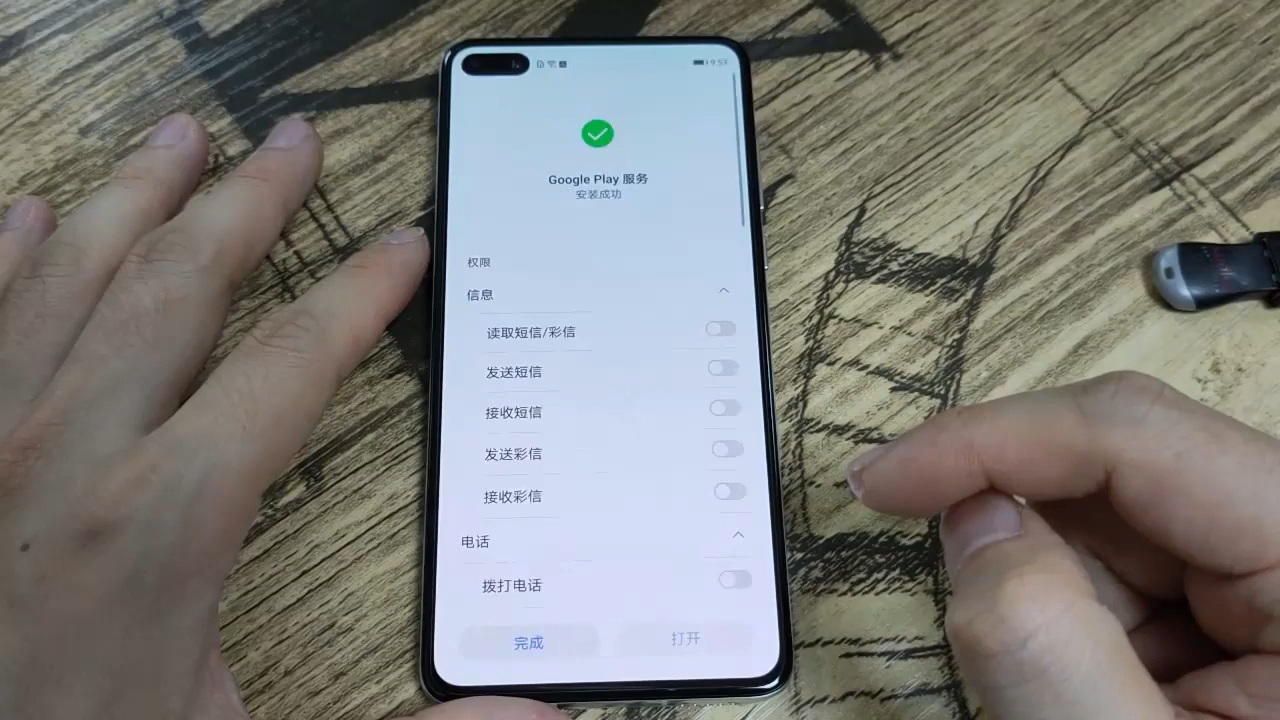 9:53
Google Play 服务
安装成功
权限
信息
读取短信/彩信
发送短信
接收短信
发送彩信
接收彩信
电话
拨打电话
完成
打开